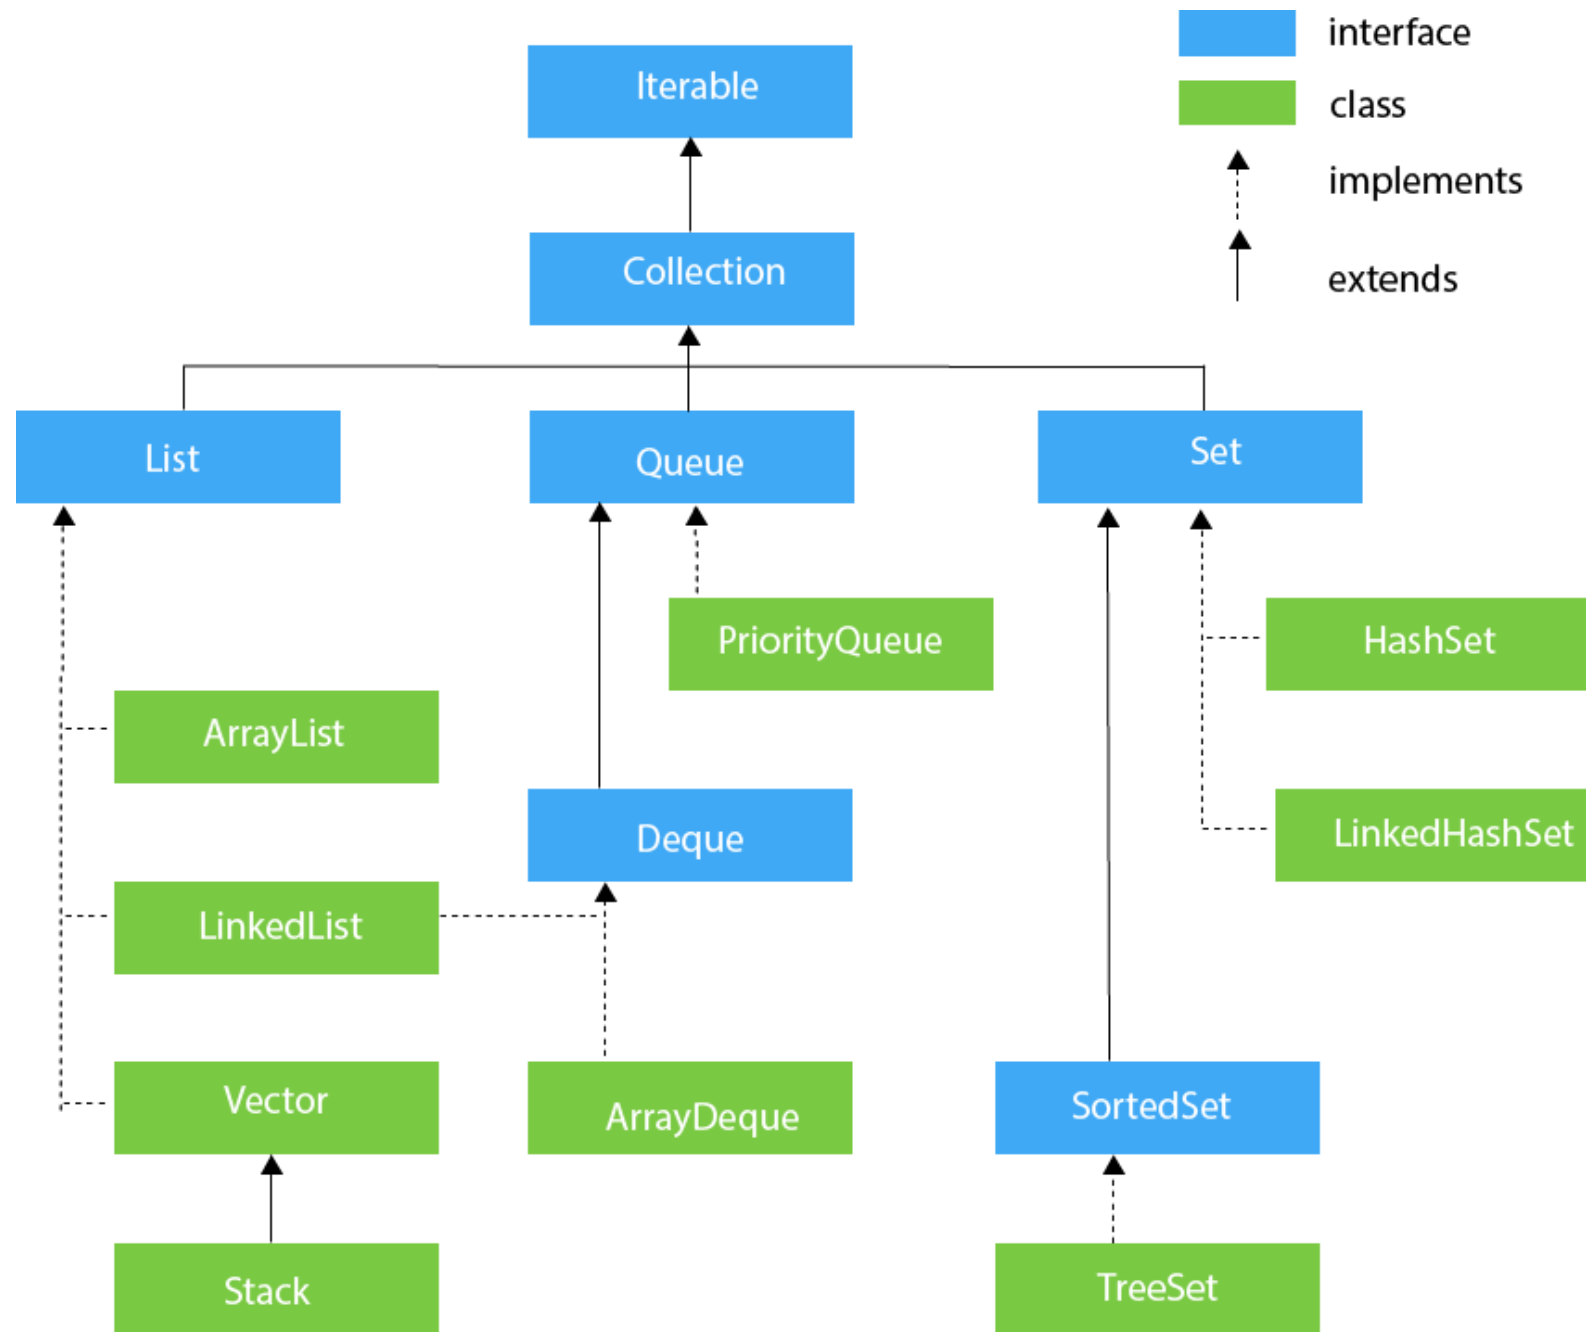 interface
class
implements
extends
Iterable
Collection
List
Queue
Set
PriorityQueue
HashSet
ArrayList
Deque
LinkedHashSet
LinkedList
Vector
ArrayDeque
SortedSet
Stack
TreeSet